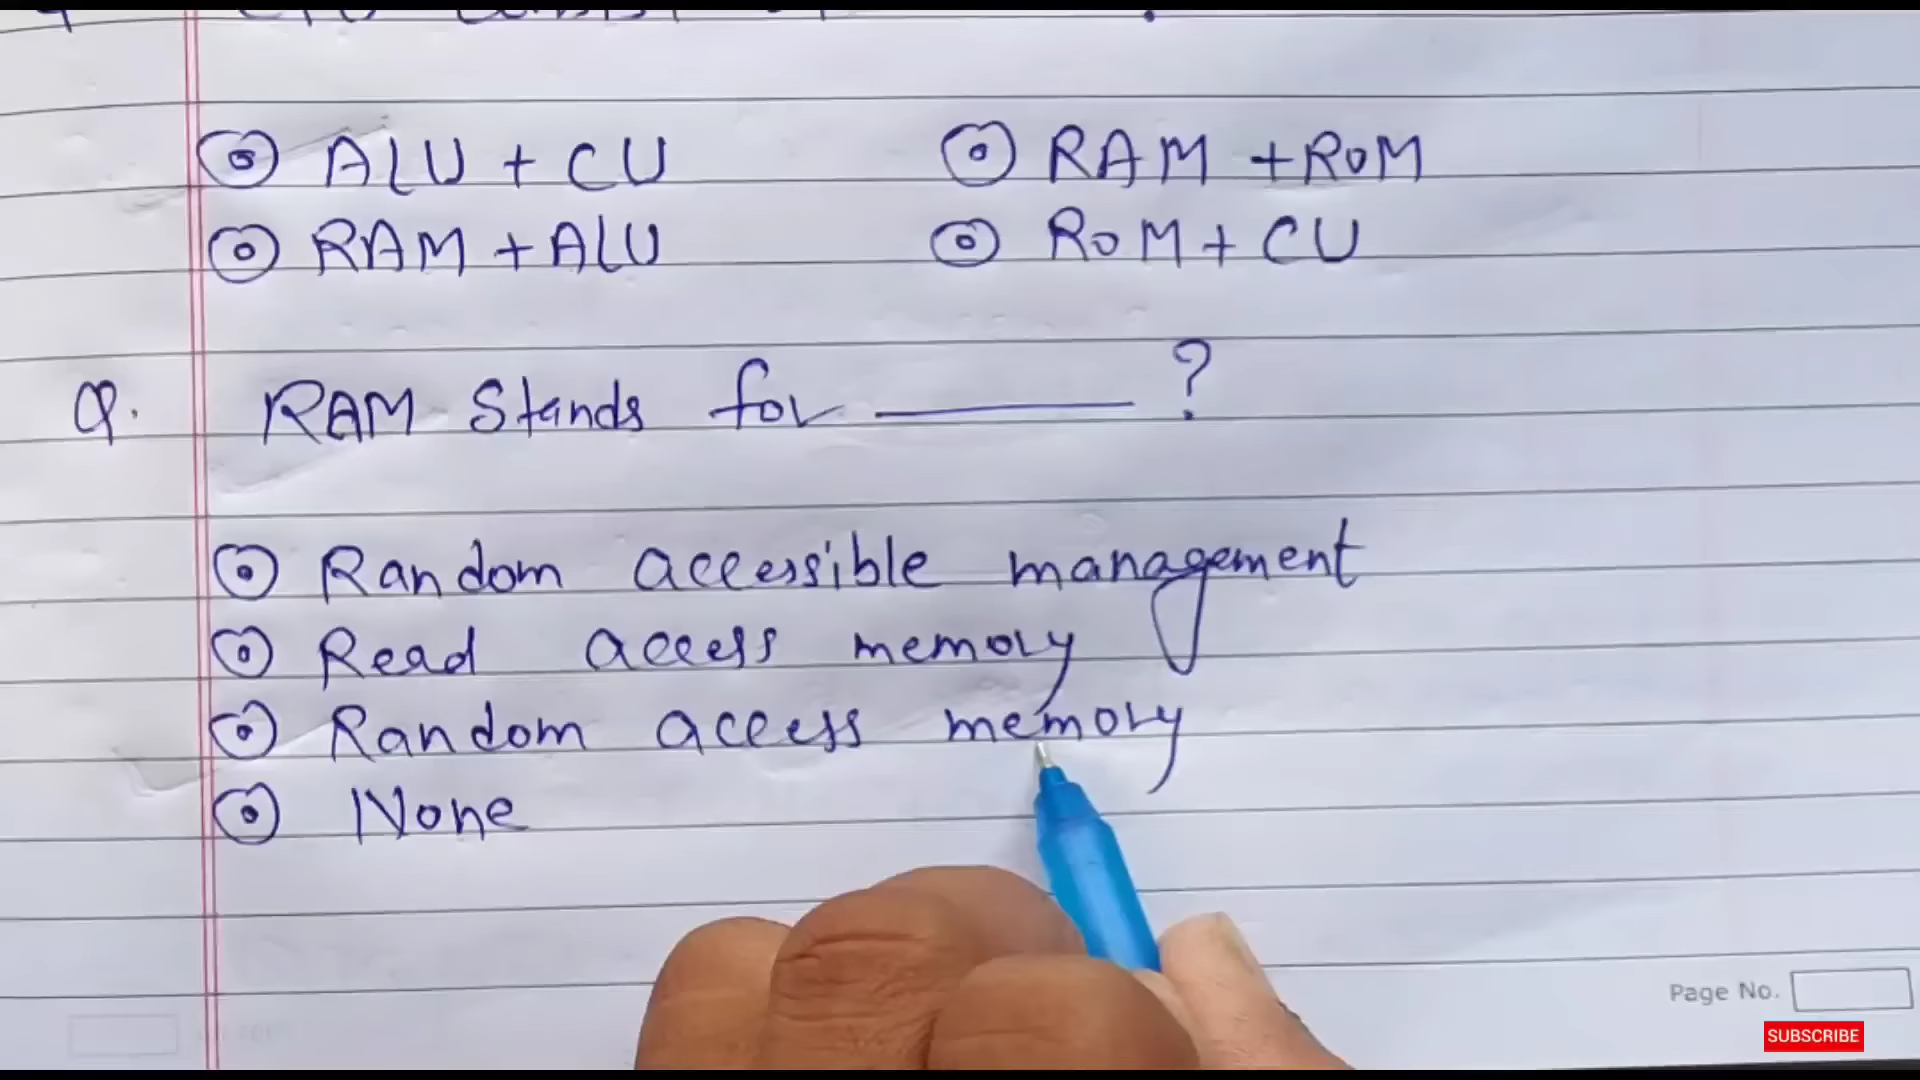 ALU + CU RAM + ROM
RAM + ALU ROM + CU
Q. RAM Stands for ______ ?
Random accessible management
Read access memory
Random access memory
None
Page No.
SUBSCRIBE